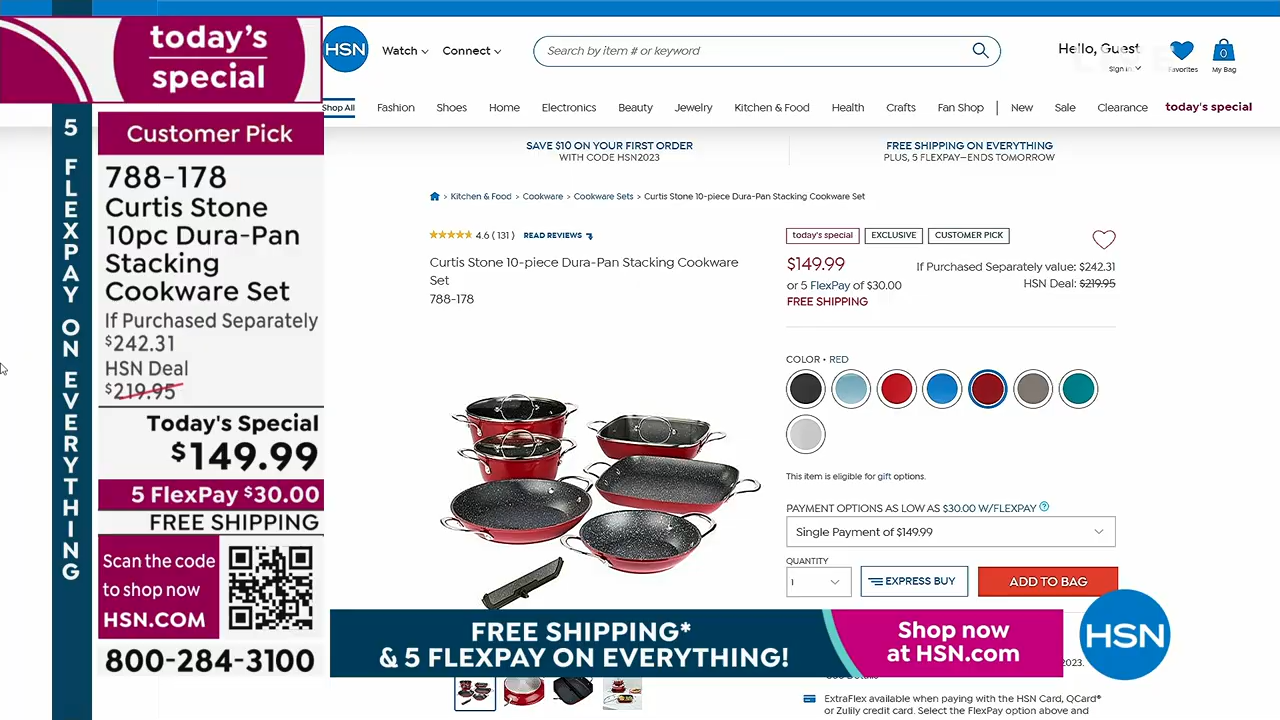 today's
special
5 FLEXPAY ON EVERYTHING
Customer Pick
788-178
Curtis Stone
10pc Dura-Pan
Stacking
Cookware Set
If Purchased Separately
$242.31
HSN Deal
$219.95
Today's Special
$149.99
5 FlexPay $30.00
FREE SHIPPING
Scan the code
to shop now
HSN.COM
800-284-3100
HSN
Watch
Connect
Search by item # or keyword
Hello, Guest
Sign In
Favorites
0
My Bag
Shop All
Fashion
Shoes
Home
Electronics
Beauty
Jewelry
Kitchen & Food
Health
Crafts
Fan Shop
New
Sale
Clearance
today's special
SAVE $10 ON YOUR FIRST ORDER
WITH CODE HSN2023
FREE SHIPPING ON EVERYTHING
PLUS, 5 FLEXPAY—ENDS TOMORROW
> Kitchen & Food > Cookware > Cookware Sets > Curtis Stone 10-piece Dura-Pan Stacking Cookware Set
4.6 ( 131 ) READ REVIEWS
Curtis Stone 10-piece Dura-Pan Stacking Cookware
Set
788-178
today's special
EXCLUSIVE
CUSTOMER PICK
$149.99
If Purchased Separately value: $242.31
or 5 FlexPay of $30.00
HSN Deal: $219.95
FREE SHIPPING
COLOR • RED
This item is eligible for gift options.
PAYMENT OPTIONS AS LOW AS $30.00 W/FLEXPAY ?
Single Payment of $149.99
QUANTITY
1
EXPRESS BUY
ADD TO BAG
FREE SHIPPING*
& 5 FLEXPAY ON EVERYTHING!
Shop now
at HSN.com
HSN
2023.
ExtraFlex available when paying with the HSN Card, QCard®
or Zulily credit card. Select the FlexPay option above and